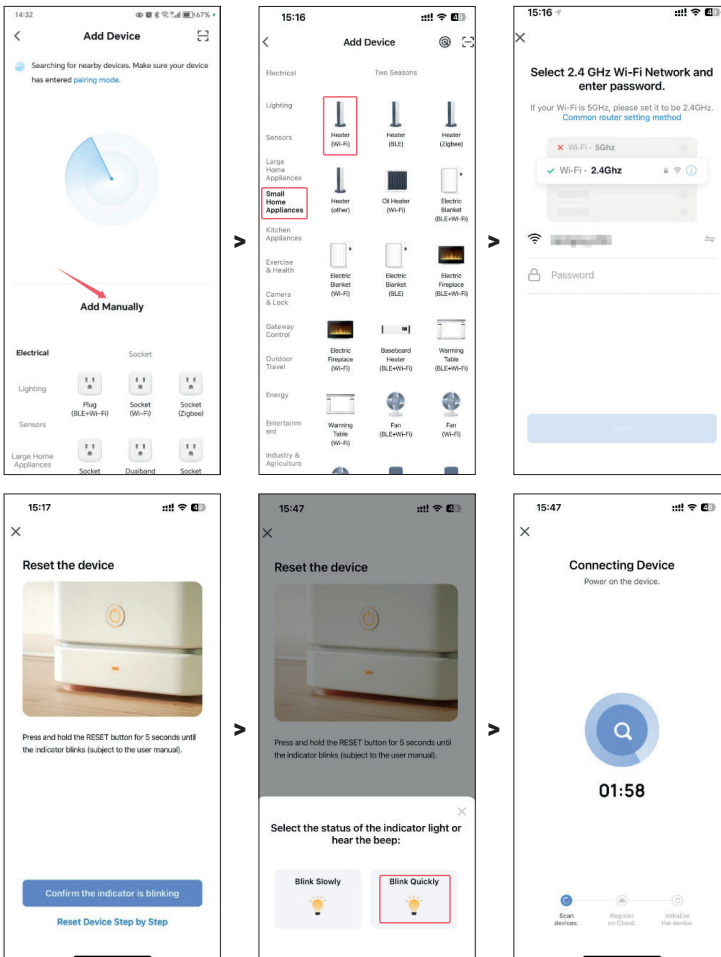 14:32
67%
Add Device
Searching for nearby devices. Make sure your device
has entered pairing mode.
Add Manually
Electrical
Socket
Lighting
Sensors
Large Home
Appliances
Plug
(BLE+Wi-Fi)
Socket
(Wi-Fi)
Socket
(Zigbee)
Socket
Dualband
Socket
>
15:16
Add Device
Electrical
Two Seasons
Lighting
Sensors
Large
Home
Appliances
Small
Home
Appliances
Kitchen
Appliances
Exercise
& Health
Camera
& Lock
Gateway
Control
Outdoor
Travel
Energy
Entertainm
ent
Industry &
Agriculture
Heater
(Wi-Fi)
Heater
(BLE)
Heater
(Zigbee)
Heater
(other)
Oil Heater
(Wi-Fi)
Electric
Blanket
(BLE+Wi-Fi)
Electric
Blanket
(Wi-Fi)
Electric
Blanket
(BLE)
Electric
Fireplace
(BLE+Wi-Fi)
Electric
Fireplace
(Wi-Fi)
Baseboard
Heater
(BLE+Wi-Fi)
Warming
Table
(BLE+Wi-Fi)
Warming
Table
(Wi-Fi)
Fan
(BLE+Wi-Fi)
Fan
(Wi-Fi)
>
15:16
Select 2.4 GHz Wi-Fi Network and
enter password.
If your Wi-Fi is 5GHz, please set it to be 2.4GHz.
Common router setting method
Wi-Fi - 5Ghz
Wi-Fi - 2.4Ghz
Password
Next
15:17
Reset the device
Press and hold the RESET button for 5 seconds until
the indicator blinks (subject to the user manual).
Confirm the indicator is blinking
Reset Device Step by Step
>
15:47
Reset the device
Press and hold the RESET button for 5 seconds until
the indicator blinks (subject to the user manual).
Select the status of the indicator light or
hear the beep:
Blink Slowly
Blink Quickly
>
15:47
Connecting Device
Power on the device.
01:58
Scan
devices.
Register
on Cloud.
Initialize
the device.